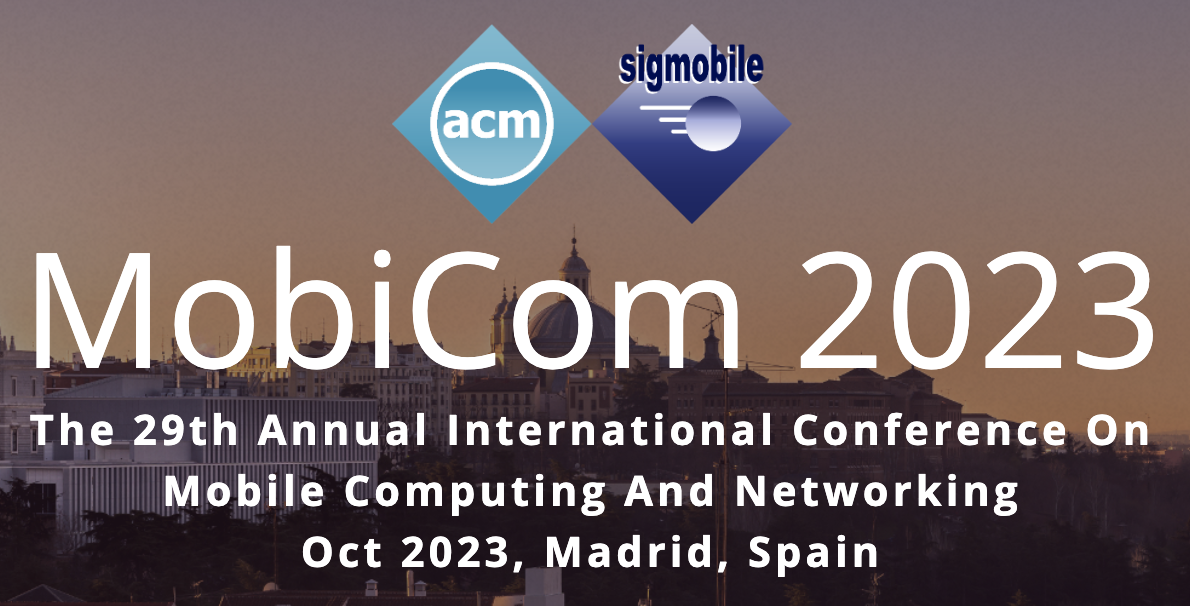 acm
sigmobile
MobiCom 2023
The 29th Annual International Conference On
Mobile Computing And Networking
Oct 2023, Madrid, Spain